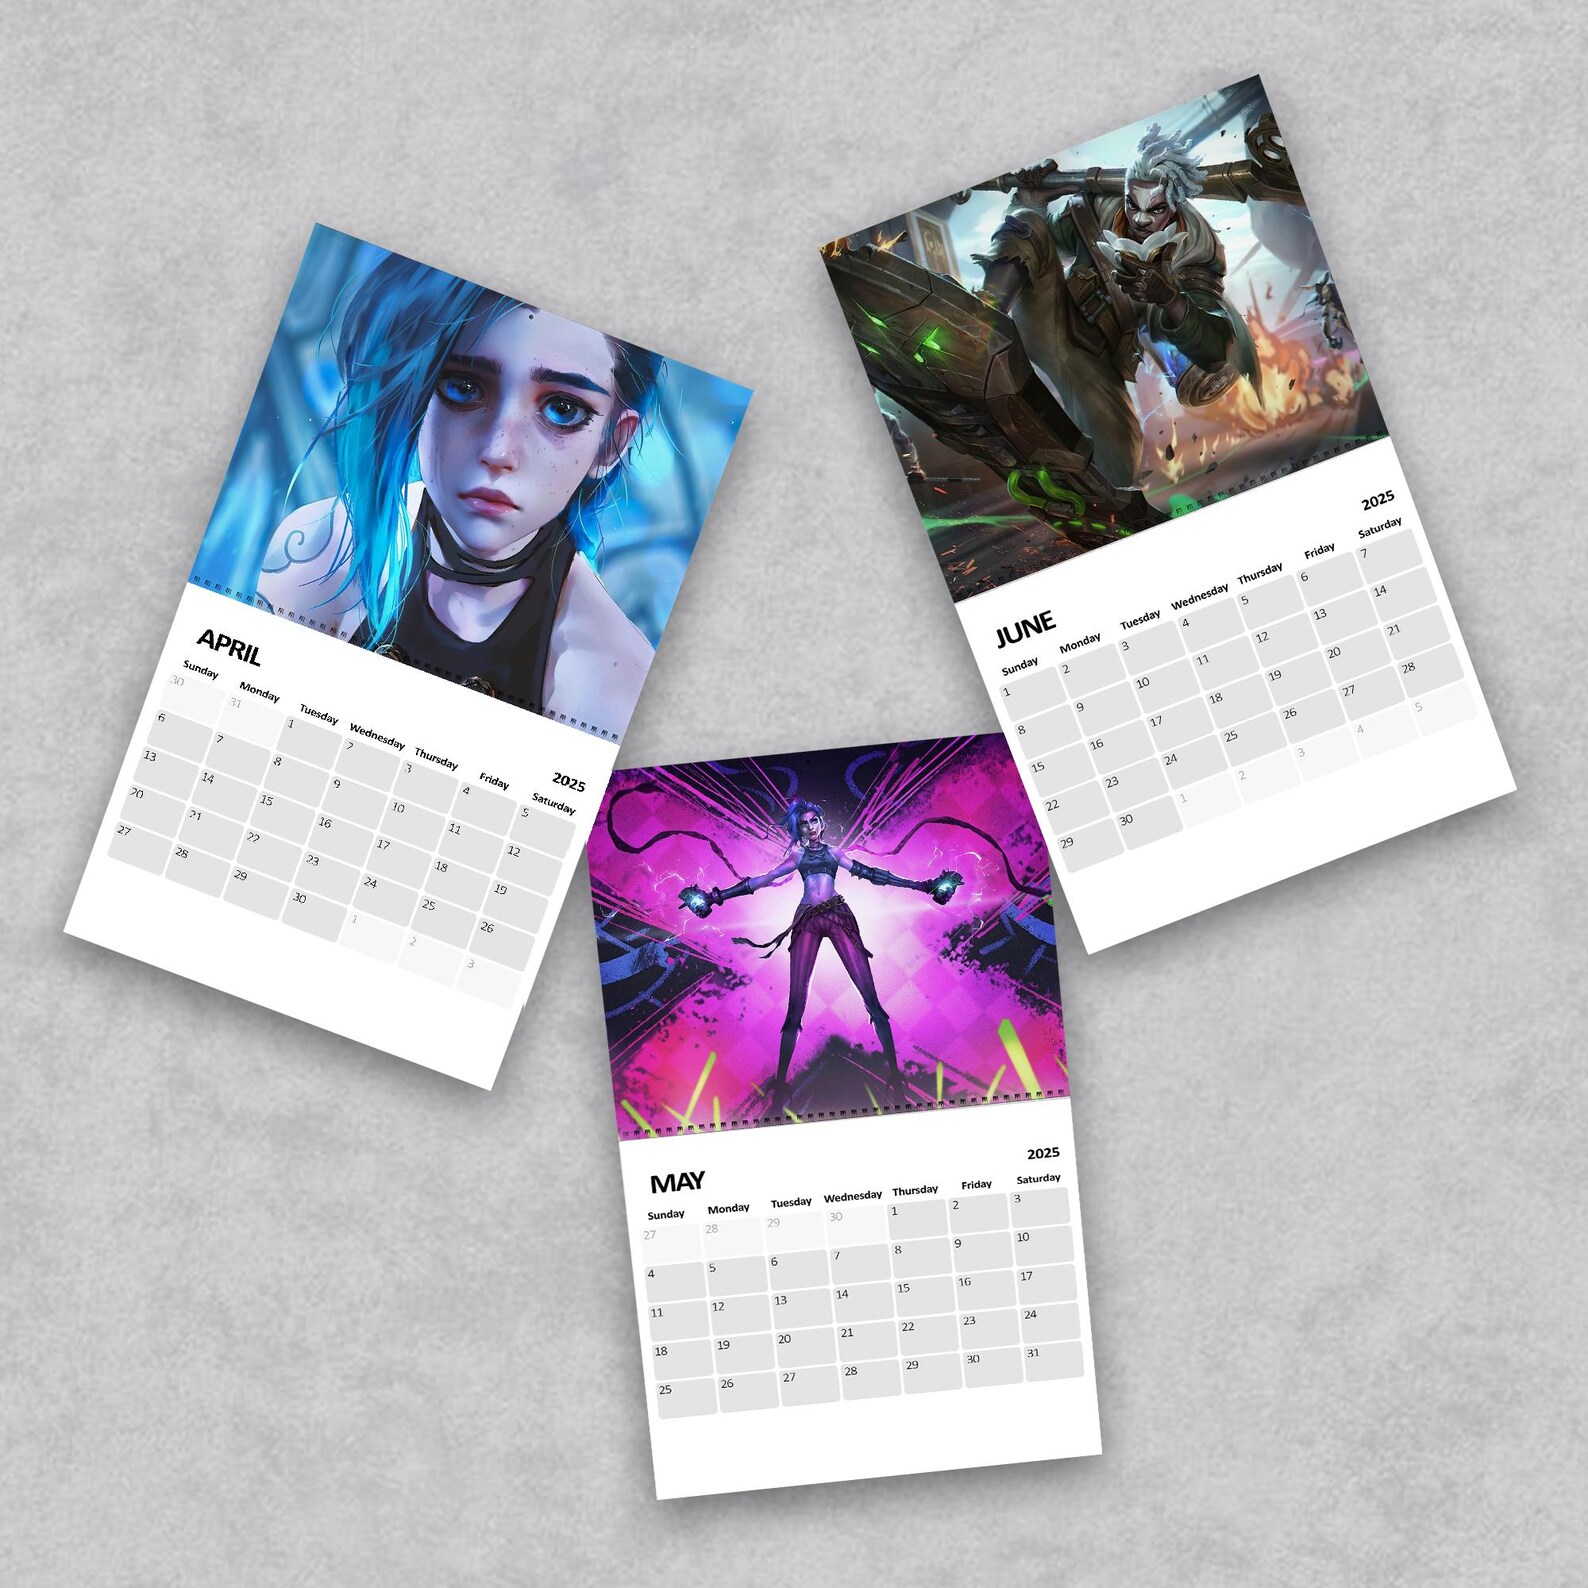 APRIL
2025
Sunday Monday Tuesday Wednesday Thursday Friday Saturday
30 31 1 2 3 4 5
6 7 8 9 10 11 12
13 14 15 16 17 18 19
20 21 22 23 24 25 26
27 28 29 30 1 2 3
JUNE
2025
Sunday Monday Tuesday Wednesday Thursday Friday Saturday
1 2 3 4 5 6 7
8 9 10 11 12 13 14
15 16 17 18 19 20 21
22 23 24 25 26 27 28
29 30 1 2 3 4 5
MAY
2025
Sunday Monday Tuesday Wednesday Thursday Friday Saturday
27 28 29 30 1 2 3
4 5 6 7 8 9 10
11 12 13 14 15 16 17
18 19 20 21 22 23 24
25 26 27 28 29 30 31